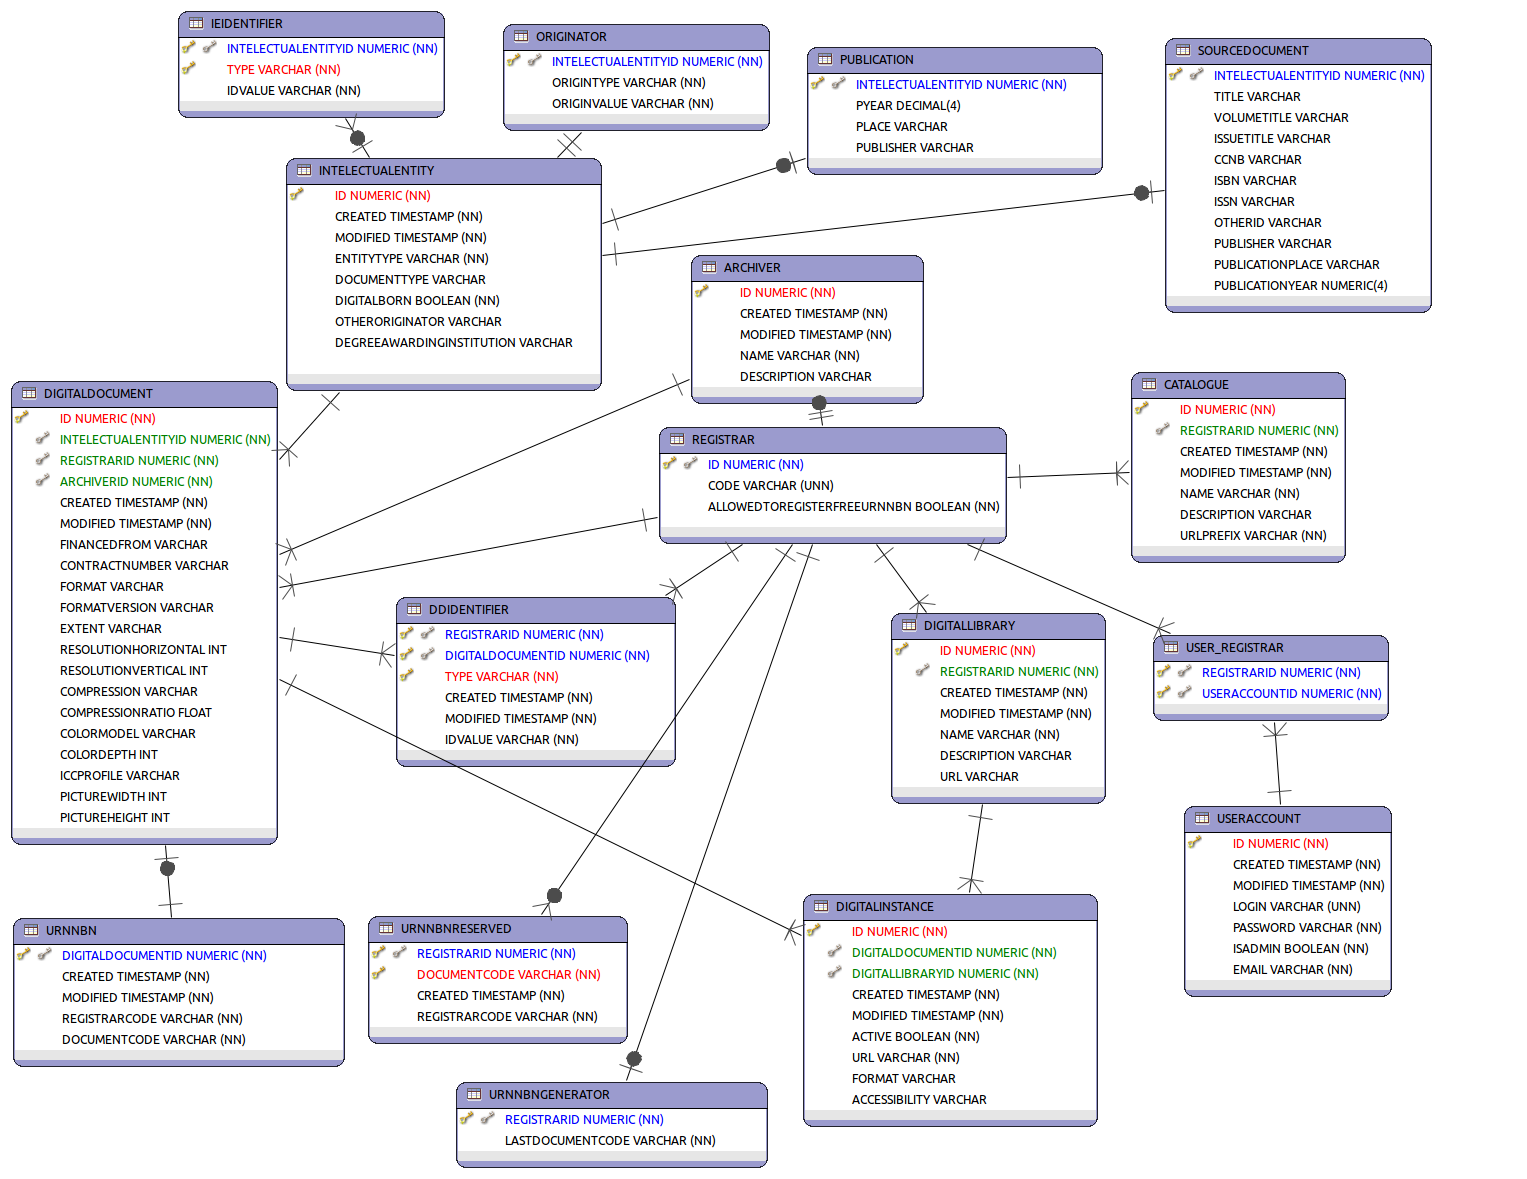 IEIDENTIFIER
INTELECTUALENTITYID NUMERIC (NN)
TYPE VARCHAR (NN)
IDVALUE VARCHAR (NN)
ORIGINATOR
INTELECTUALENTITYID NUMERIC (NN)
ORIGINTYPE VARCHAR (NN)
ORIGINVALUE VARCHAR (NN)
PUBLICATION
INTELECTUALENTITYID NUMERIC (NN)
PYEAR DECIMAL(4)
PLACE VARCHAR
PUBLISHER VARCHAR
SOURCEDOCUMENT
INTELECTUALENTITYID NUMERIC (NN)
TITLE VARCHAR
VOLUMETITLE VARCHAR
ISSUETITLE VARCHAR
CCNB VARCHAR
ISBN VARCHAR
ISSN VARCHAR
OTHERID VARCHAR
PUBLISHER VARCHAR
PUBLICATIONPLACE VARCHAR
PUBLICATIONYEAR NUMERIC(4)
INTELECTUALENTITY
ID NUMERIC (NN)
CREATED TIMESTAMP (NN)
MODIFIED TIMESTAMP (NN)
ENTITYTYPE VARCHAR (NN)
DOCUMENTTYPE VARCHAR
DIGITALBORN BOOLEAN (NN)
OTHERORIGINATOR VARCHAR
DEGREEAWARDINGINSTITUTION VARCHAR
ARCHIVER
ID NUMERIC (NN)
CREATED TIMESTAMP (NN)
MODIFIED TIMESTAMP (NN)
NAME VARCHAR (NN)
DESCRIPTION VARCHAR
DIGITALDOCUMENT
ID NUMERIC (NN)
INTELECTUALENTITYID NUMERIC (NN)
REGISTRARID NUMERIC (NN)
ARCHIVERID NUMERIC (NN)
CREATED TIMESTAMP (NN)
MODIFIED TIMESTAMP (NN)
FINANCEDFROM VARCHAR
CONTRACTNUMBER VARCHAR
FORMAT VARCHAR
FORMATVERSION VARCHAR
EXTENT VARCHAR
RESOLUTIONHORIZONTAL INT
RESOLUTIONVERTICAL INT
COMPRESSION VARCHAR
COMPRESSIONRATIO FLOAT
COLORMODEL VARCHAR
COLORDEPTH INT
ICCPROFILE VARCHAR
PICTUREWIDTH INT
PICTUREHEIGHT INT
REGISTRAR
ID NUMERIC (NN)
CODE VARCHAR (UNN)
ALLOWEDTOREGISTERFREEURNNBN BOOLEAN (NN)
CATALOGUE
ID NUMERIC (NN)
REGISTRARID NUMERIC (NN)
CREATED TIMESTAMP (NN)
MODIFIED TIMESTAMP (NN)
NAME VARCHAR (NN)
DESCRIPTION VARCHAR
URLPREFIX VARCHAR (NN)
DDIDENTIFIER
REGISTRARID NUMERIC (NN)
DIGITALDOCUMENTID NUMERIC (NN)
TYPE VARCHAR (NN)
CREATED TIMESTAMP (NN)
MODIFIED TIMESTAMP (NN)
IDVALUE VARCHAR (NN)
DIGITALLIBRARY
ID NUMERIC (NN)
REGISTRARID NUMERIC (NN)
CREATED TIMESTAMP (NN)
MODIFIED TIMESTAMP (NN)
NAME VARCHAR (NN)
DESCRIPTION VARCHAR
URL VARCHAR
USER_REGISTRAR
REGISTRARID NUMERIC (NN)
USERACCOUNTID NUMERIC (NN)
USERACCOUNT
ID NUMERIC (NN)
CREATED TIMESTAMP (NN)
MODIFIED TIMESTAMP (NN)
LOGIN VARCHAR (UNN)
PASSWORD VARCHAR (NN)
ISADMIN BOOLEAN (NN)
EMAIL VARCHAR (NN)
URNNBN
DIGITALDOCUMENTID NUMERIC (NN)
CREATED TIMESTAMP (NN)
MODIFIED TIMESTAMP (NN)
REGISTRARCODE VARCHAR (NN)
DOCUMENTCODE VARCHAR (NN)
URNNBNRESERVED
REGISTRARID NUMERIC (NN)
DOCUMENTCODE VARCHAR (NN)
CREATED TIMESTAMP (NN)
REGISTRARCODE VARCHAR (NN)
DIGITALINSTANCE
ID NUMERIC (NN)
DIGITALDOCUMENTID NUMERIC (NN)
DIGITALLIBRARYID NUMERIC (NN)
CREATED TIMESTAMP (NN)
MODIFIED TIMESTAMP (NN)
ACTIVE BOOLEAN (NN)
URL VARCHAR (NN)
FORMAT VARCHAR
ACCESSIBILITY VARCHAR
URNNBNGENERATOR
REGISTRARID NUMERIC (NN)
LASTDOCUMENTCODE VARCHAR (NN)